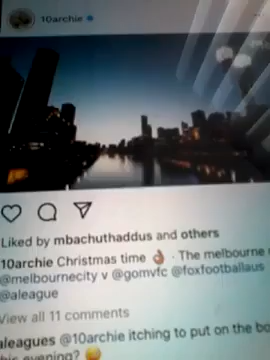 10archie
Liked by mbachuthaddus and others
10archie Christmas time 👌 · The melbourne
@melbournecity v @gomvfc @foxfootballaus
@aleague
View all 11 comments
aleagues @10archie itching to put on the bo
his evening? 😄